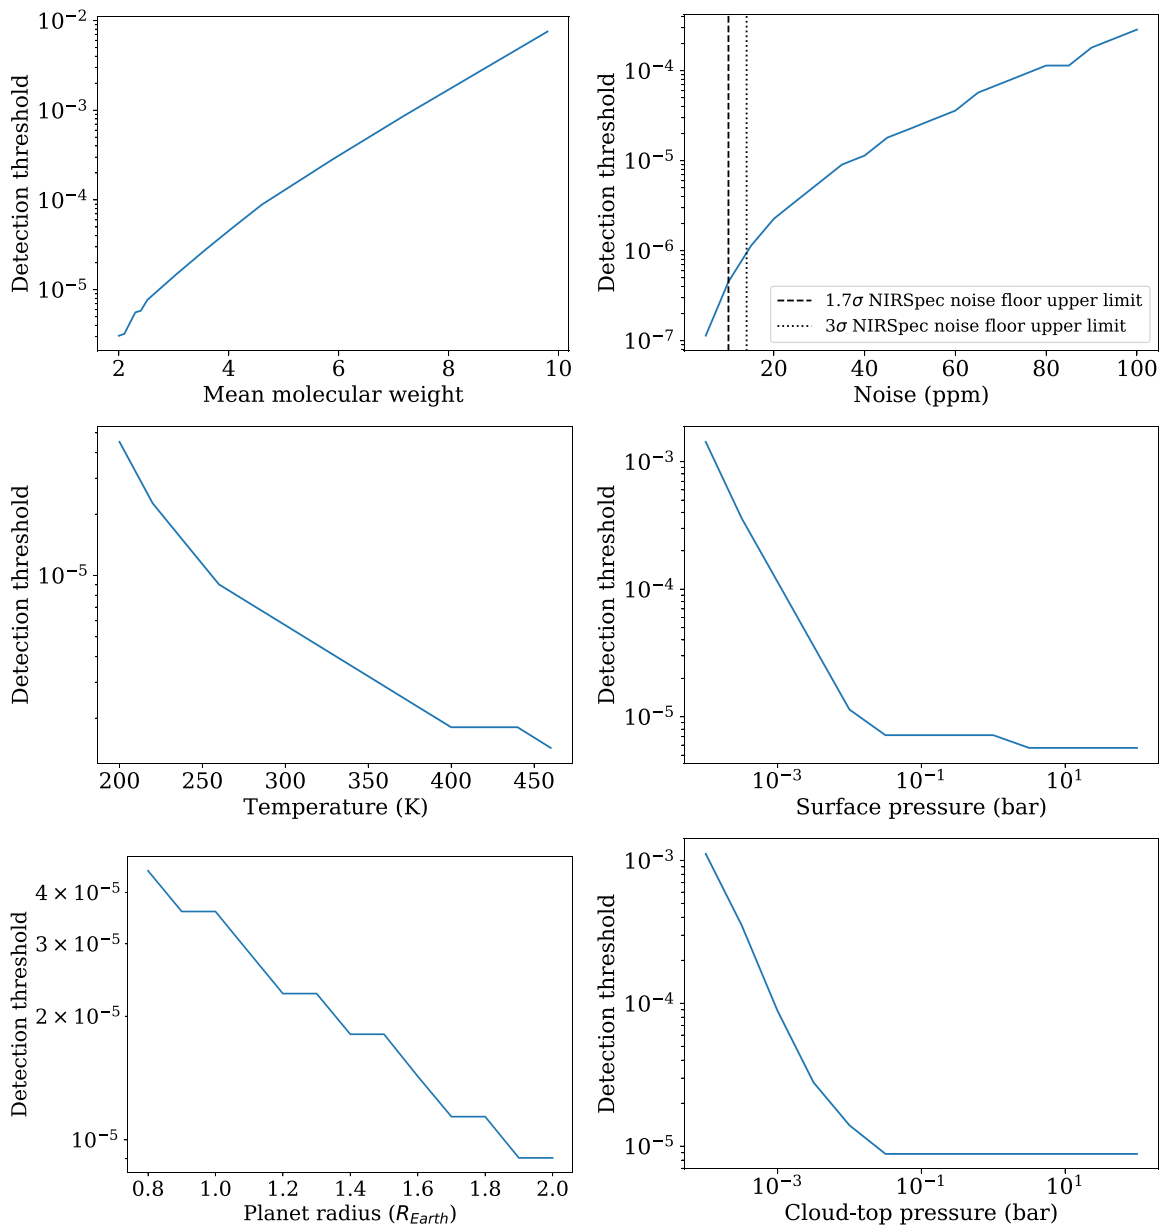 10⁻²
10⁻³
10⁻⁴
10⁻⁵
Detection threshold
2 4 6 8 10
Mean molecular weight
10⁻⁴
10⁻⁵
10⁻⁶
10⁻⁷
Detection threshold
1.7σ NIRSpec noise floor upper limit
3σ NIRSpec noise floor upper limit
20 40 60 80 100
Noise (ppm)
10⁻⁵
Detection threshold
200 250 300 350 400 450
Temperature (K)
10⁻³
10⁻⁴
10⁻⁵
Detection threshold
10⁻³ 10⁻¹ 10¹
Surface pressure (bar)
4 × 10⁻⁵
3 × 10⁻⁵
2 × 10⁻⁵
10⁻⁵
Detection threshold
0.8 1.0 1.2 1.4 1.6 1.8 2.0
Planet radius (R_Earth)
10⁻³
10⁻⁴
10⁻⁵
Detection threshold
10⁻³ 10⁻¹ 10¹
Cloud-top pressure (bar)